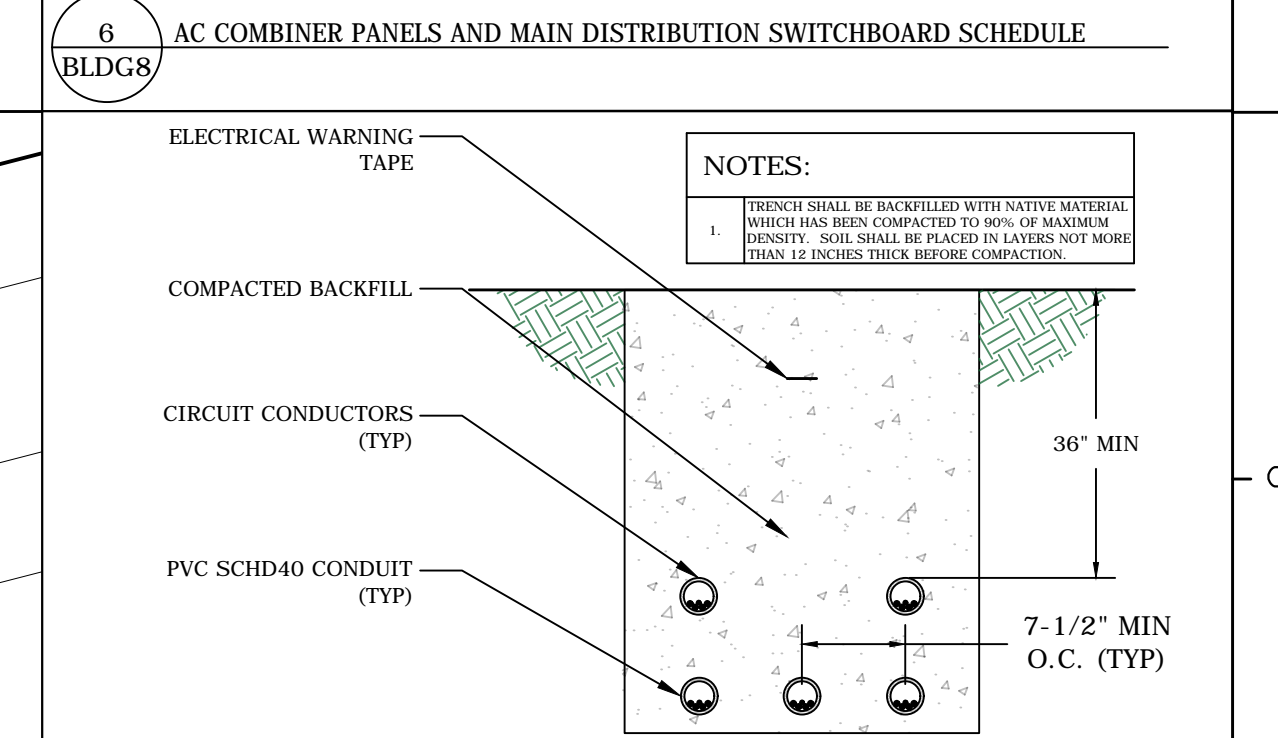 6
BLDG8
AC COMBINER PANELS AND MAIN DISTRIBUTION SWITCHBOARD SCHEDULE
ELECTRICAL WARNING
TAPE
NOTES:
1.
TRENCH SHALL BE BACKFILLED WITH NATIVE MATERIAL
WHICH HAS BEEN COMPACTED TO 90% OF MAXIMUM
DENSITY. SOIL SHALL BE PLACED IN LAYERS NOT MORE
THAN 12 INCHES THICK BEFORE COMPACTION.
COMPACTED BACKFILL
CIRCUIT CONDUCTORS
(TYP)
36" MIN
PVC SCHD40 CONDUIT
(TYP)
7-1/2" MIN
O.C. (TYP)